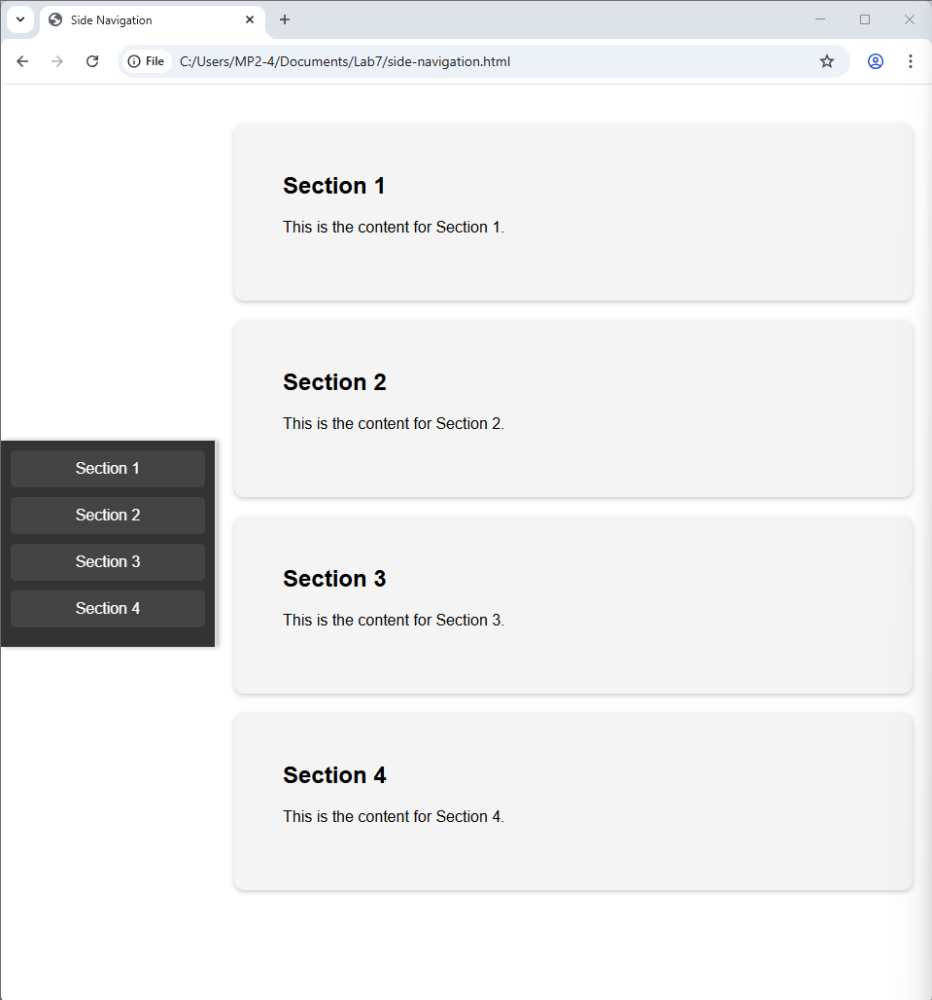 Side Navigation
File C:/Users/MP2-4/Documents/Lab7/side-navigation.html
Section 1
Section 2
Section 3
Section 4
Section 1
This is the content for Section 1.
Section 2
This is the content for Section 2.
Section 3
This is the content for Section 3.
Section 4
This is the content for Section 4.